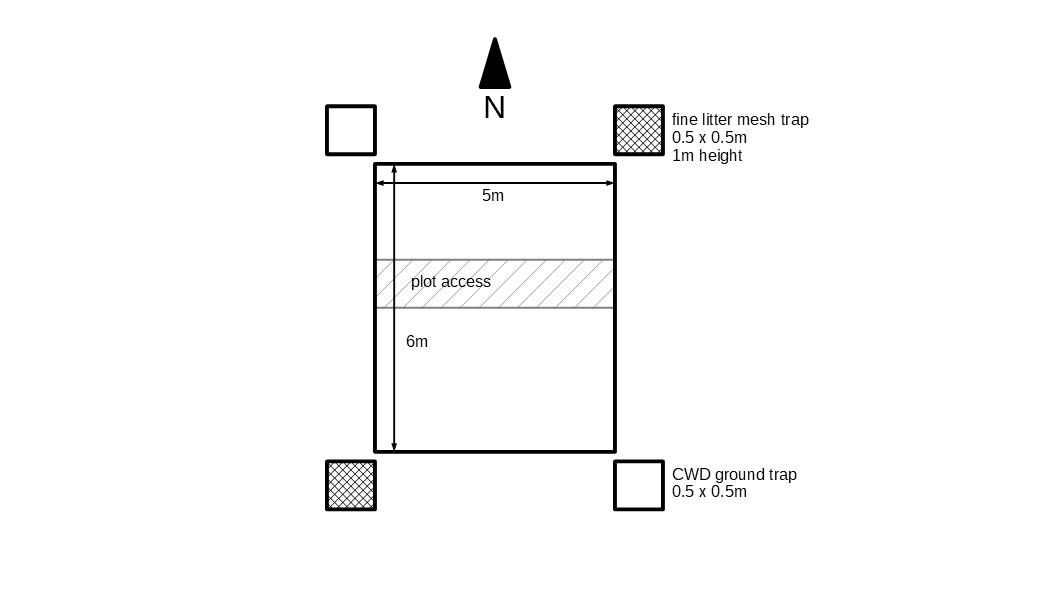 N
fine litter mesh trap
0.5 x 0.5m
1m height
5m
plot access
6m
CWD ground trap
0.5 x 0.5m